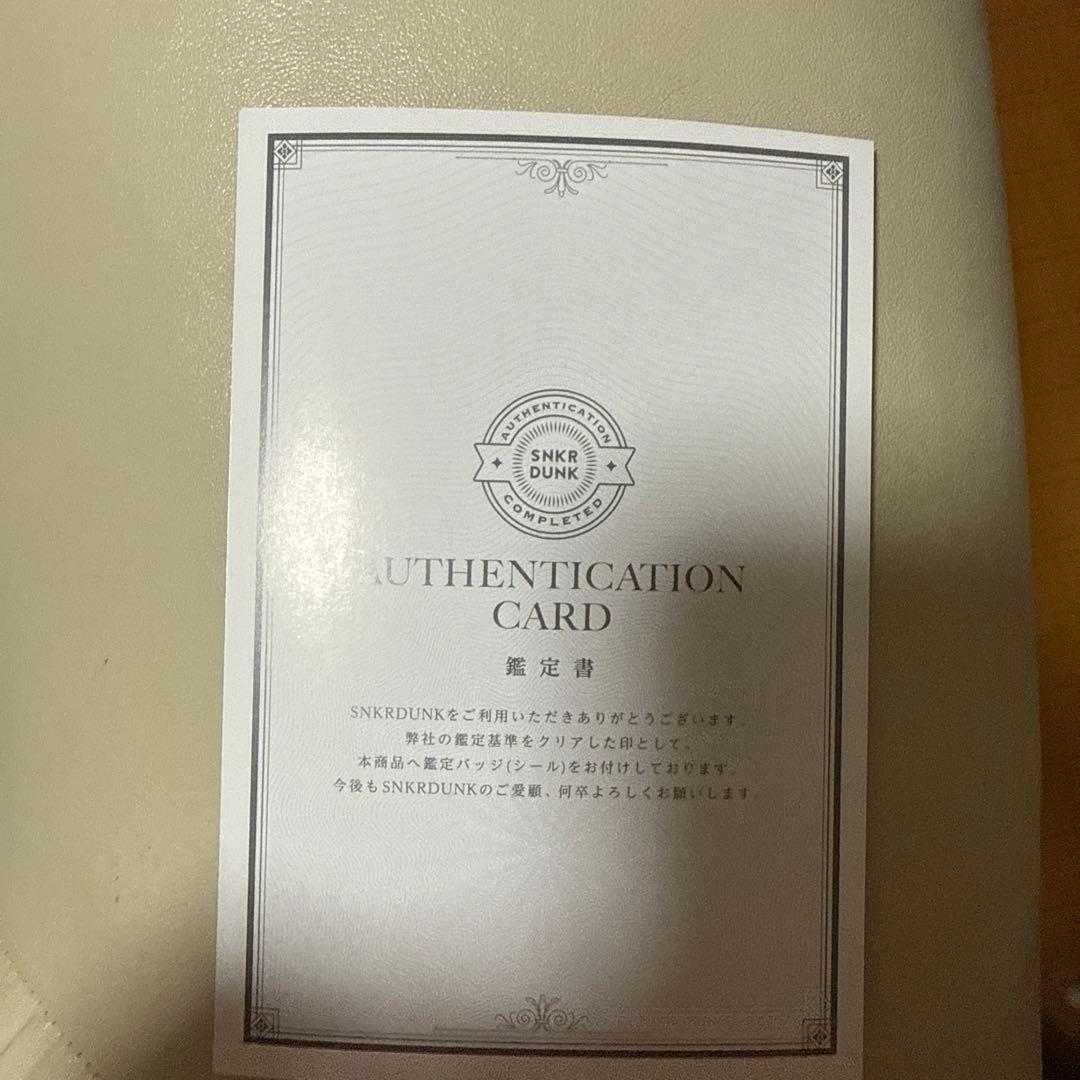 AUTHENTICATION
SNKR
DUNK
COMPLETED
AUTHENTICATION
CARD
鑑定書
SNKRDUNKをご利用いただきありがとうございます。
弊社の鑑定基準をクリアした印として、
本商品へ鑑定バッジ(シール)をお付けしております。
今後もSNKRDUNKのご愛顧、何卒よろしくお願いします。